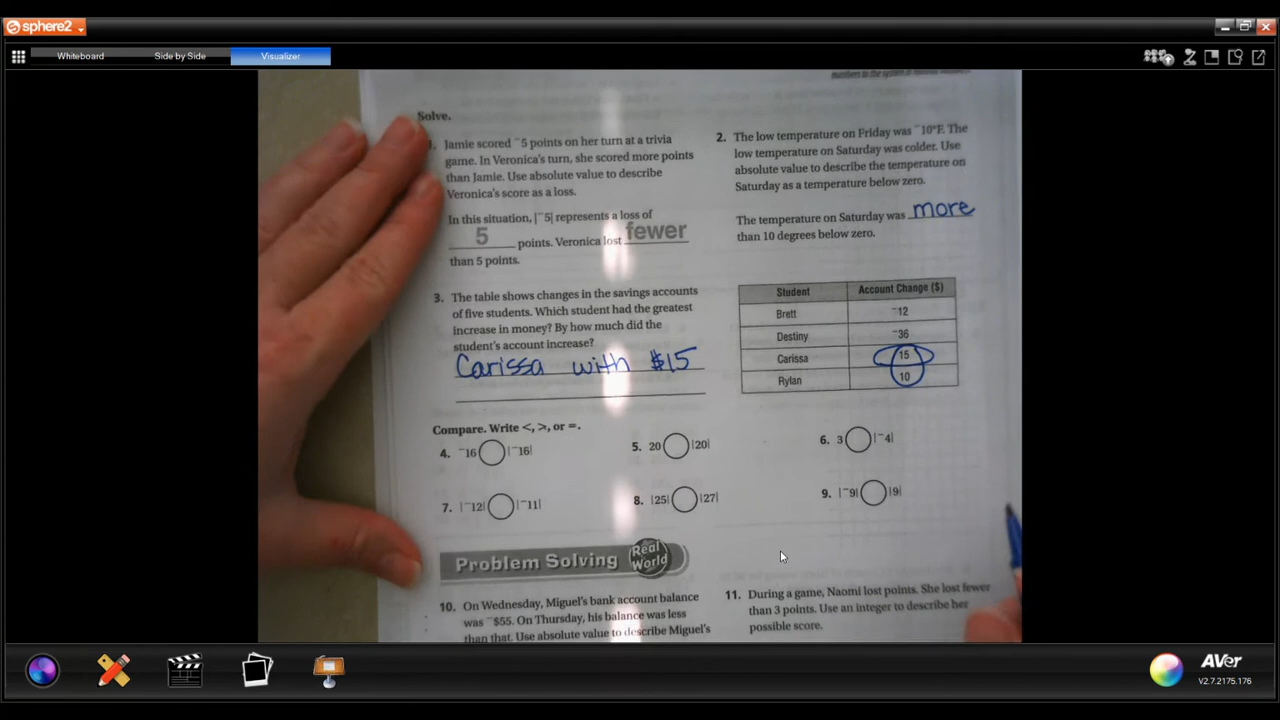 sphere2
Whiteboard
Side by Side
Visualizer
numbers to the system of rational numbers.
Solve.
1. Jamie scored ⁻5 points on her turn at a trivia
game. In Veronica's turn, she scored more points
than Jamie. Use absolute value to describe
Veronica's score as a loss.
In this situation, |⁻5| represents a loss of
5 points. Veronica lost fewer
than 5 points.
2. The low temperature on Friday was ⁻10°F. The
low temperature on Saturday was colder. Use
absolute value to describe the temperature on
Saturday as a temperature below zero.
The temperature on Saturday was more
than 10 degrees below zero.
3. The table shows changes in the savings accounts
of five students. Which student had the greatest
increase in money? By how much did the
student's account increase?
Carissa with $15
Student Account Change ($)
Brett ⁻12
Destiny ⁻36
Carissa 15
Rylan 10
Compare. Write <, >, or =.
4. ⁻16 |⁻16|
5. 20 |20|
6. 3 |⁻4|
7. |⁻12| |⁻11|
8. |25| |27|
9. |⁻9| |9|
Problem Solving Real
World
10. On Wednesday, Miguel's bank account balance
was ⁻$55. On Thursday, his balance was less
than that. Use absolute value to describe Miguel's
11. During a game, Naomi lost points. She lost fewer
than 3 points. Use an integer to describe her
possible score.
AVer
V2.7.2175.176